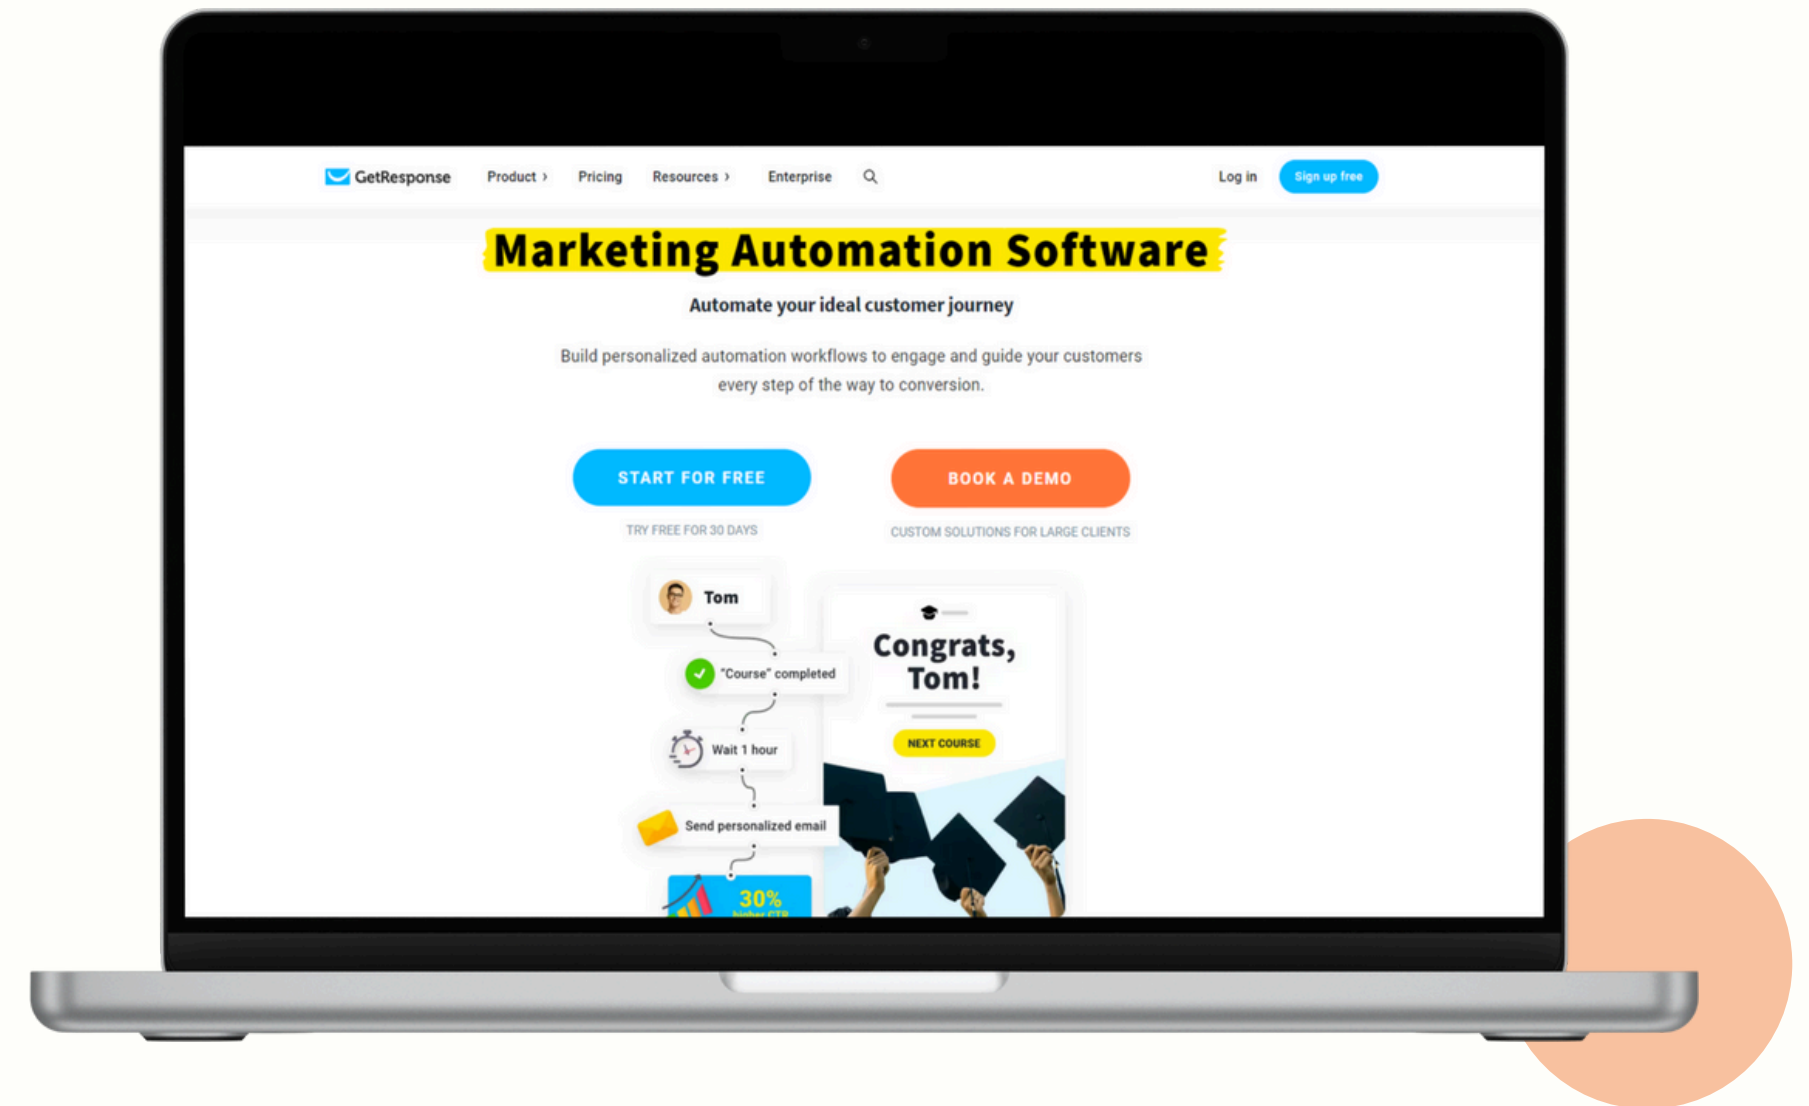 GetResponse Product › Pricing Resources › Enterprise Log in Sign up free
Marketing Automation Software
Automate your ideal customer journey
Build personalized automation workflows to engage and guide your customers
every step of the way to conversion.
START FOR FREE
TRY FREE FOR 30 DAYS
BOOK A DEMO
CUSTOM SOLUTIONS FOR LARGE CLIENTS
Tom
"Course" completed
Wait 1 hour
Send personalized email
30%
higher CTR
Congrats,
Tom!
NEXT COURSE